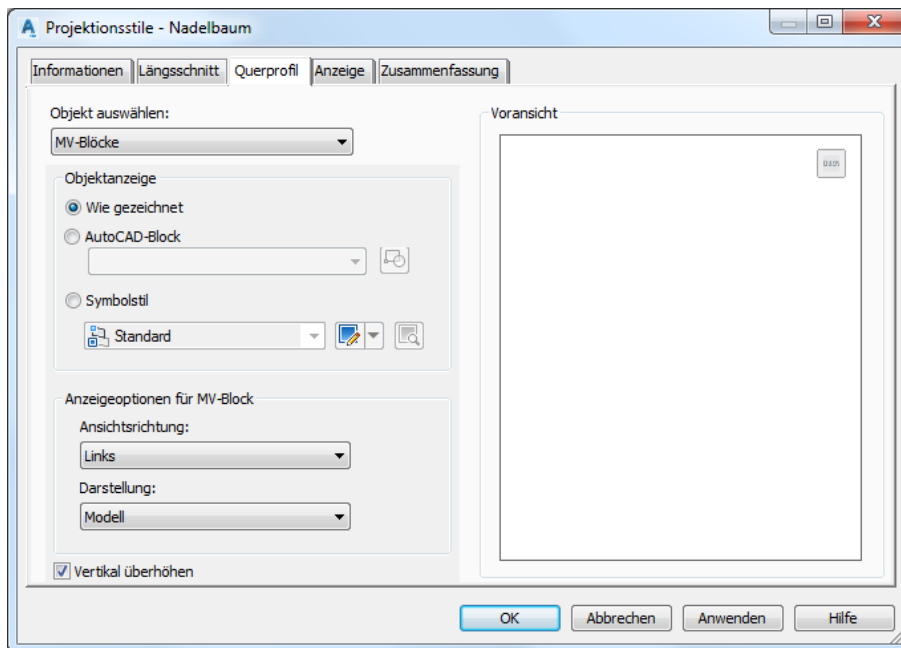 Projektionsstile - Nadelbaum
Informationen Längsschnitt Querprofil Anzeige Zusammenfassung
Objekt auswählen:
MV-Blöcke
Objektanzeige
Wie gezeichnet
AutoCAD-Block
Symbolstil
Standard
Anzeigeoptionen für MV-Block
Ansichtsrichtung:
Links
Darstellung:
Modell
Vertikal überhöhen
Voransicht
OK Abbrechen Anwenden Hilfe